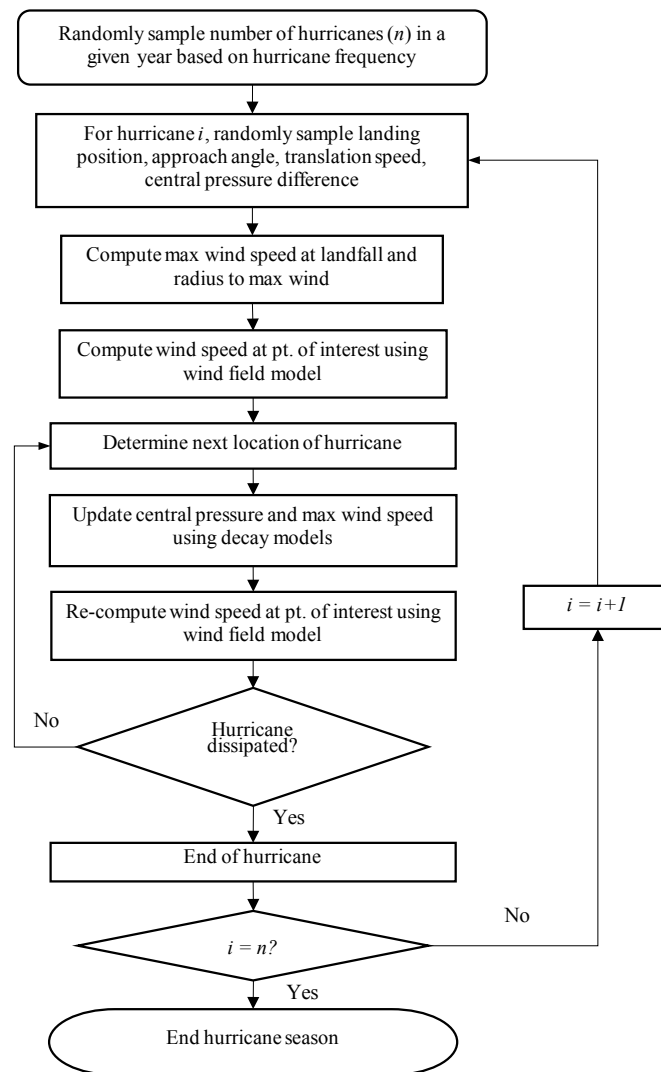 Randomly sample number of hurricanes (n) in a
given year based on hurricane frequency
For hurricane i, randomly sample landing
position, approach angle, translation speed,
central pressure difference
Compute max wind speed at landfall and
radius to max wind
Compute wind speed at pt. of interest using
wind field model
Determine next location of hurricane
Update central pressure and max wind speed
using decay models
Re-compute wind speed at pt. of interest using
wind field model
i = i+1
No
Hurricane
dissipated?
Yes
End of hurricane
No
i = n?
Yes
End hurricane season